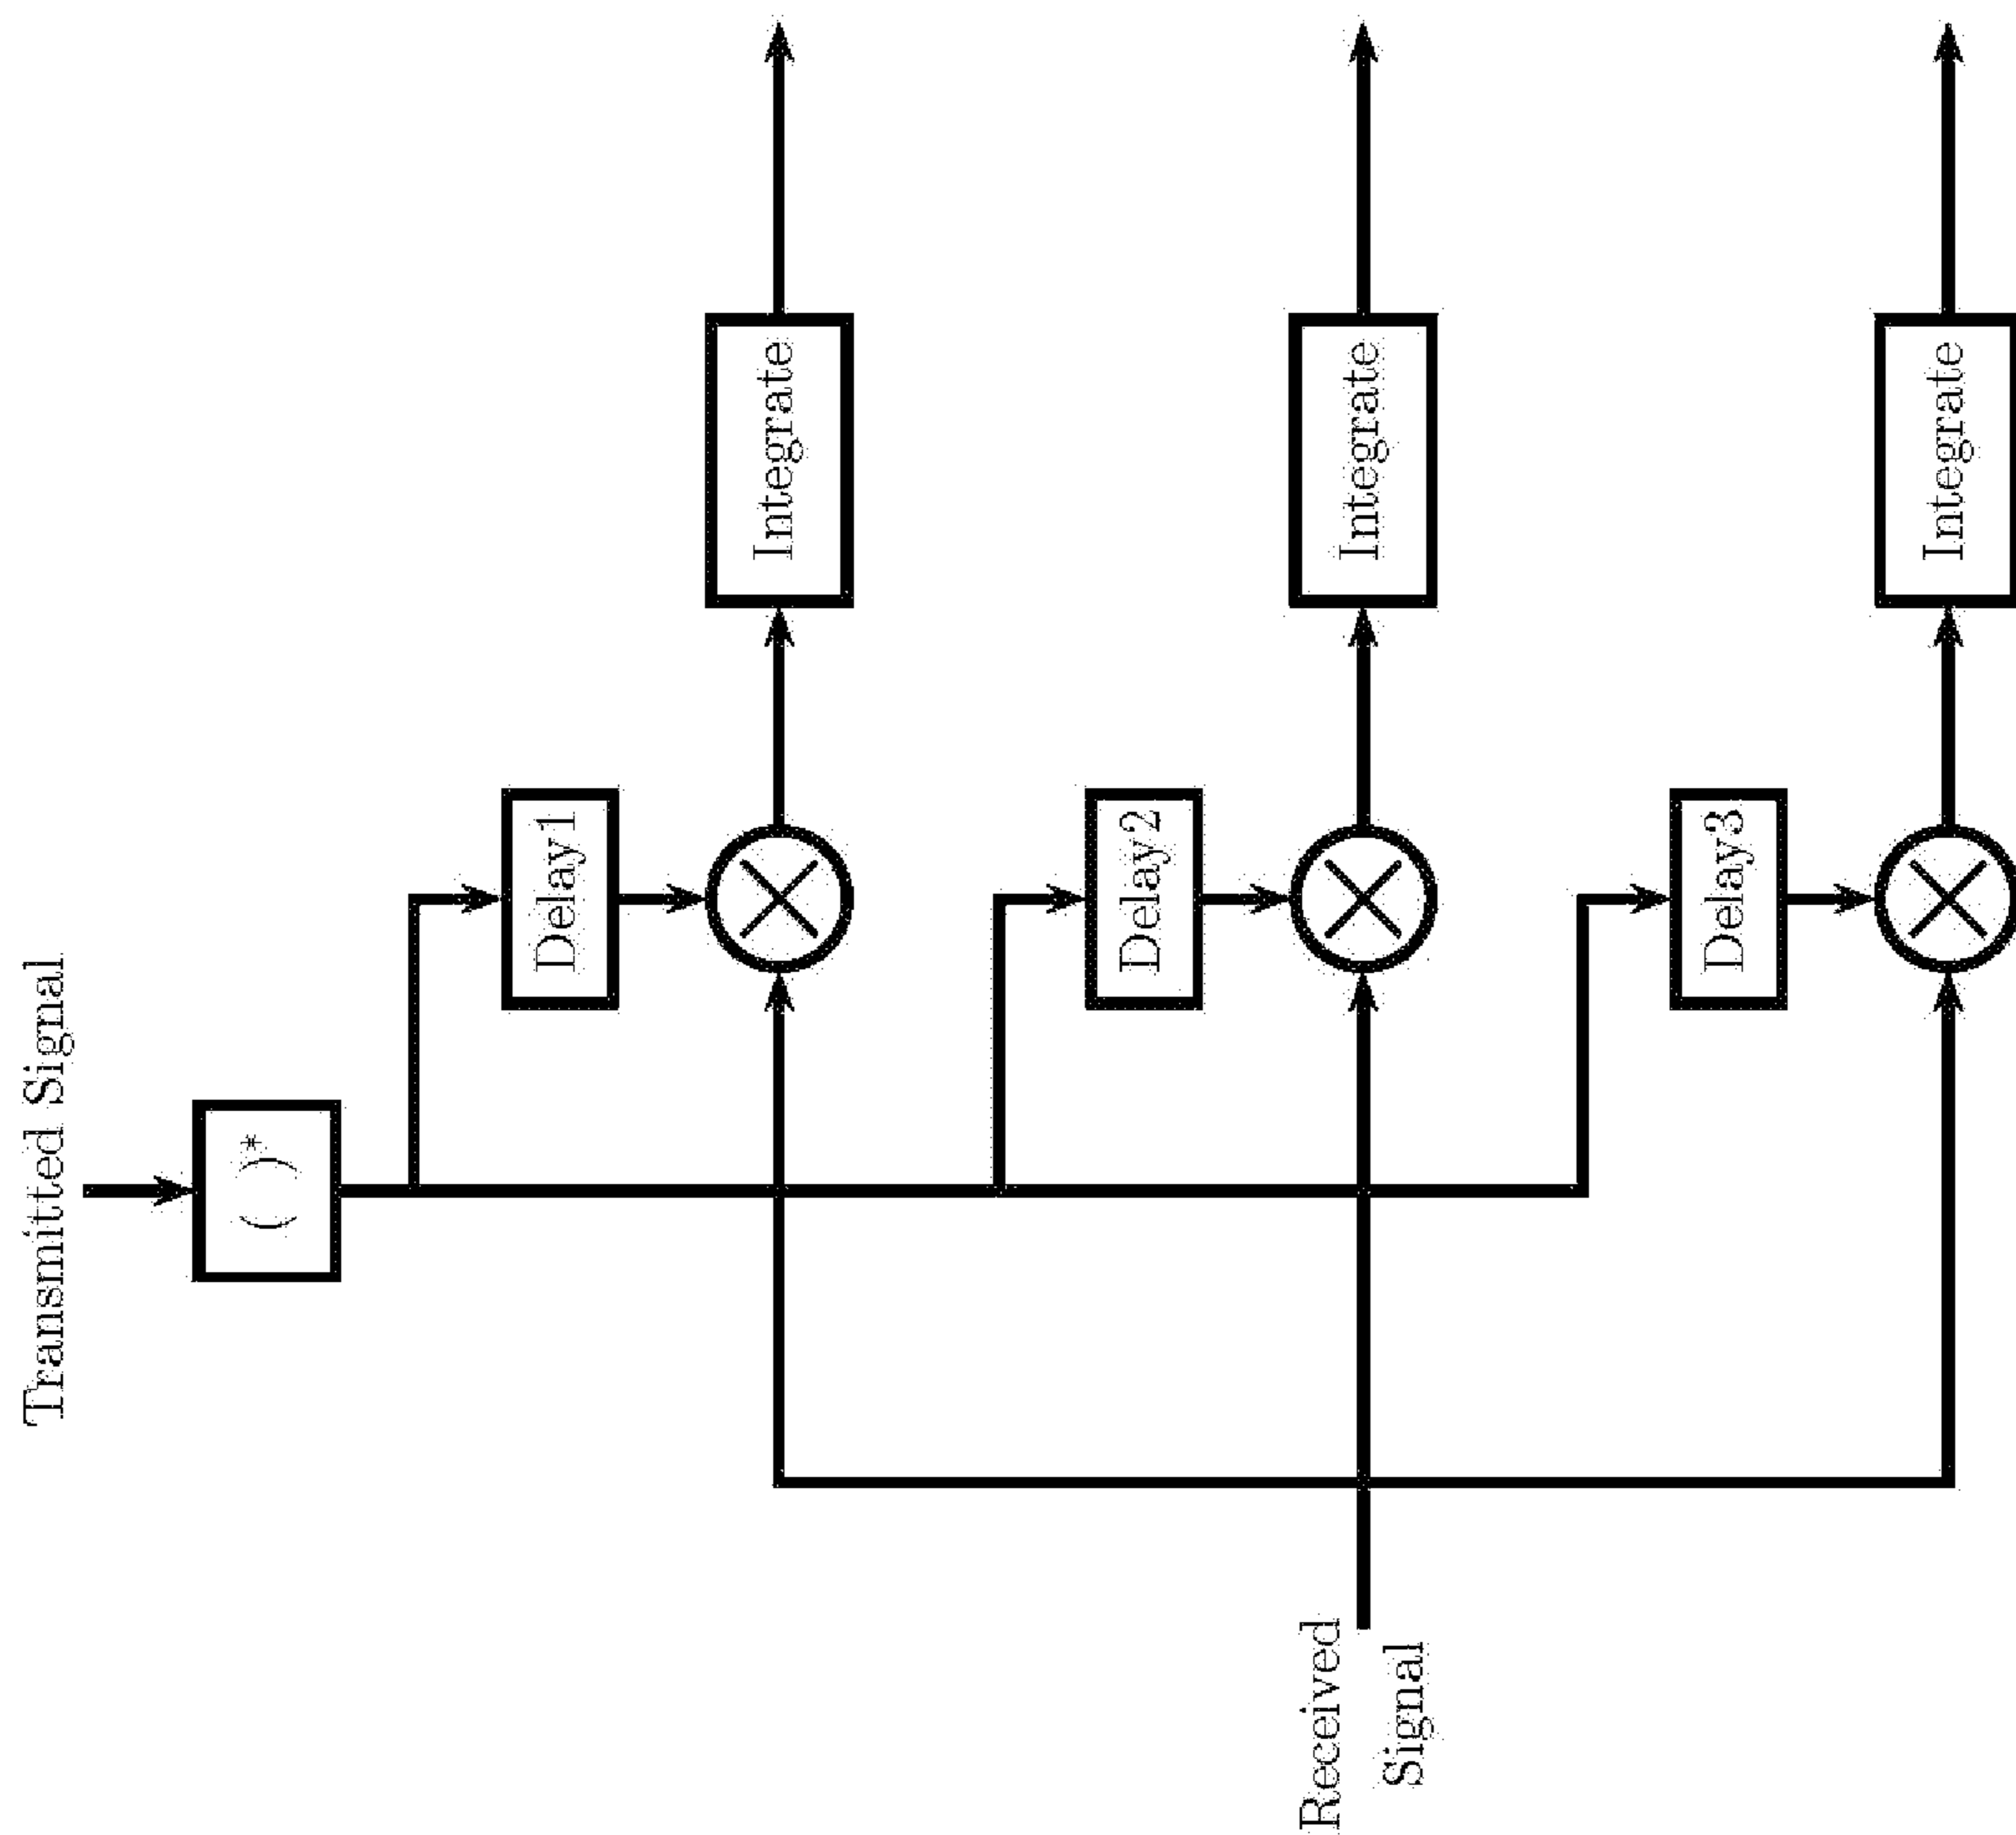 Transmitted Signal
( )*
Delay1
Integrate
Delay2
Integrate
Delay3
Integrate
Received
Signal